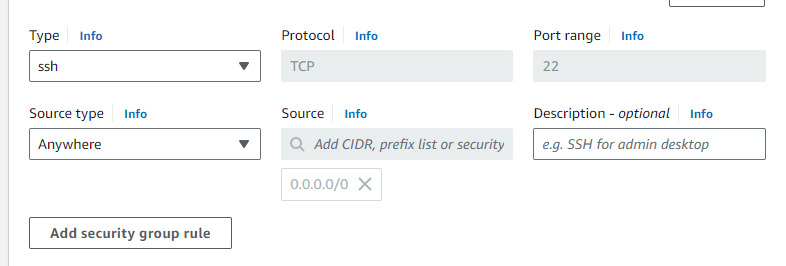 Type Info Protocol Info Port range Info
ssh TCP 22
Source type Info Source Info Description - optional Info
Anywhere Add CIDR, prefix list or security e.g. SSH for admin desktop
0.0.0.0/0
Add security group rule